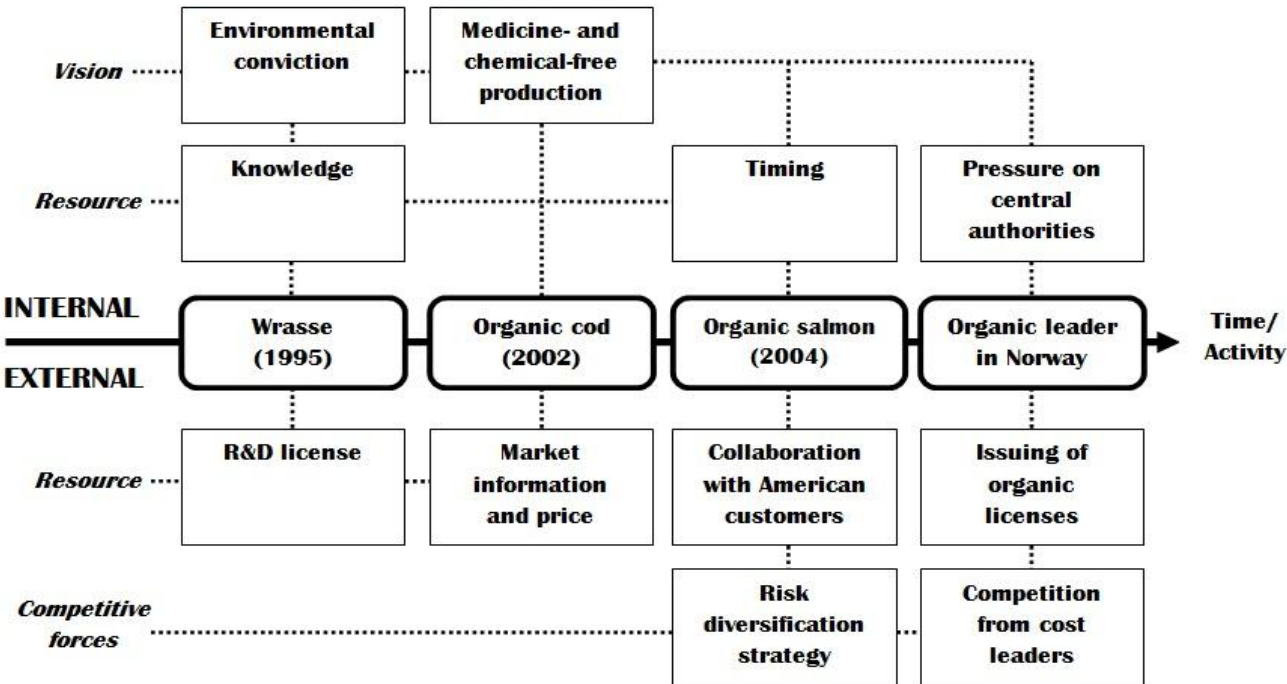 Environmental
conviction
Medicine- and
chemical-free
production
Vision
Knowledge
Timing
Pressure on
central
authorities
Resource
INTERNAL
Wrasse
(1995)
Organic cod
(2002)
Organic salmon
(2004)
Organic leader
in Norway
Time/
Activity
EXTERNAL
R&D license
Market
information
and price
Collaboration
with American
customers
Issuing of
organic
licenses
Resource
Risk
diversification
strategy
Competition
from cost
leaders
Competitive
forces